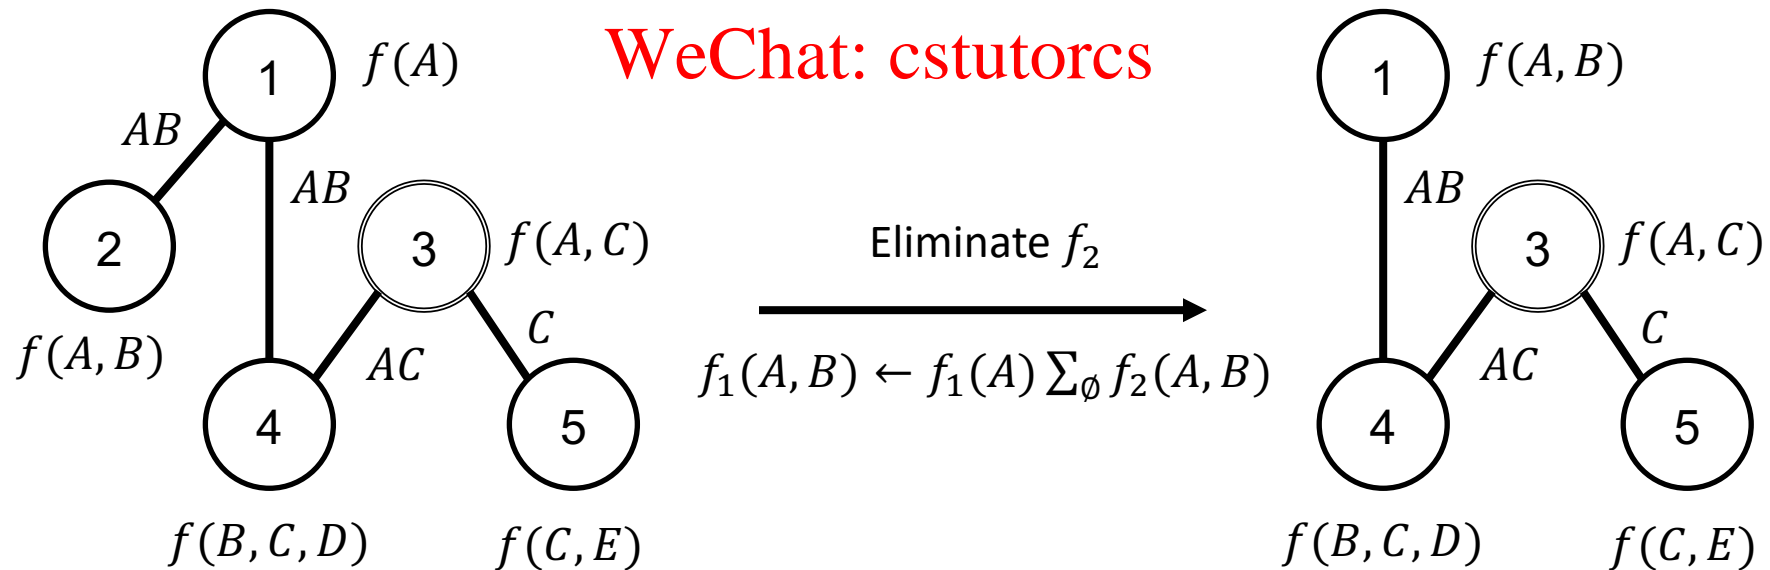 WeChat: cstutorcs
1 f(A)
AB
AB
2
3 f(A, C)
f(A, B)
AC
C
4
5
f(B, C, D)
f(C, E)
Eliminate f₂
f₁(A, B) ← f₁(A) ∑_∅ f₂(A, B)
1 f(A, B)
AB
3 f(A, C)
AC
C
4
5
f(B, C, D)
f(C, E)